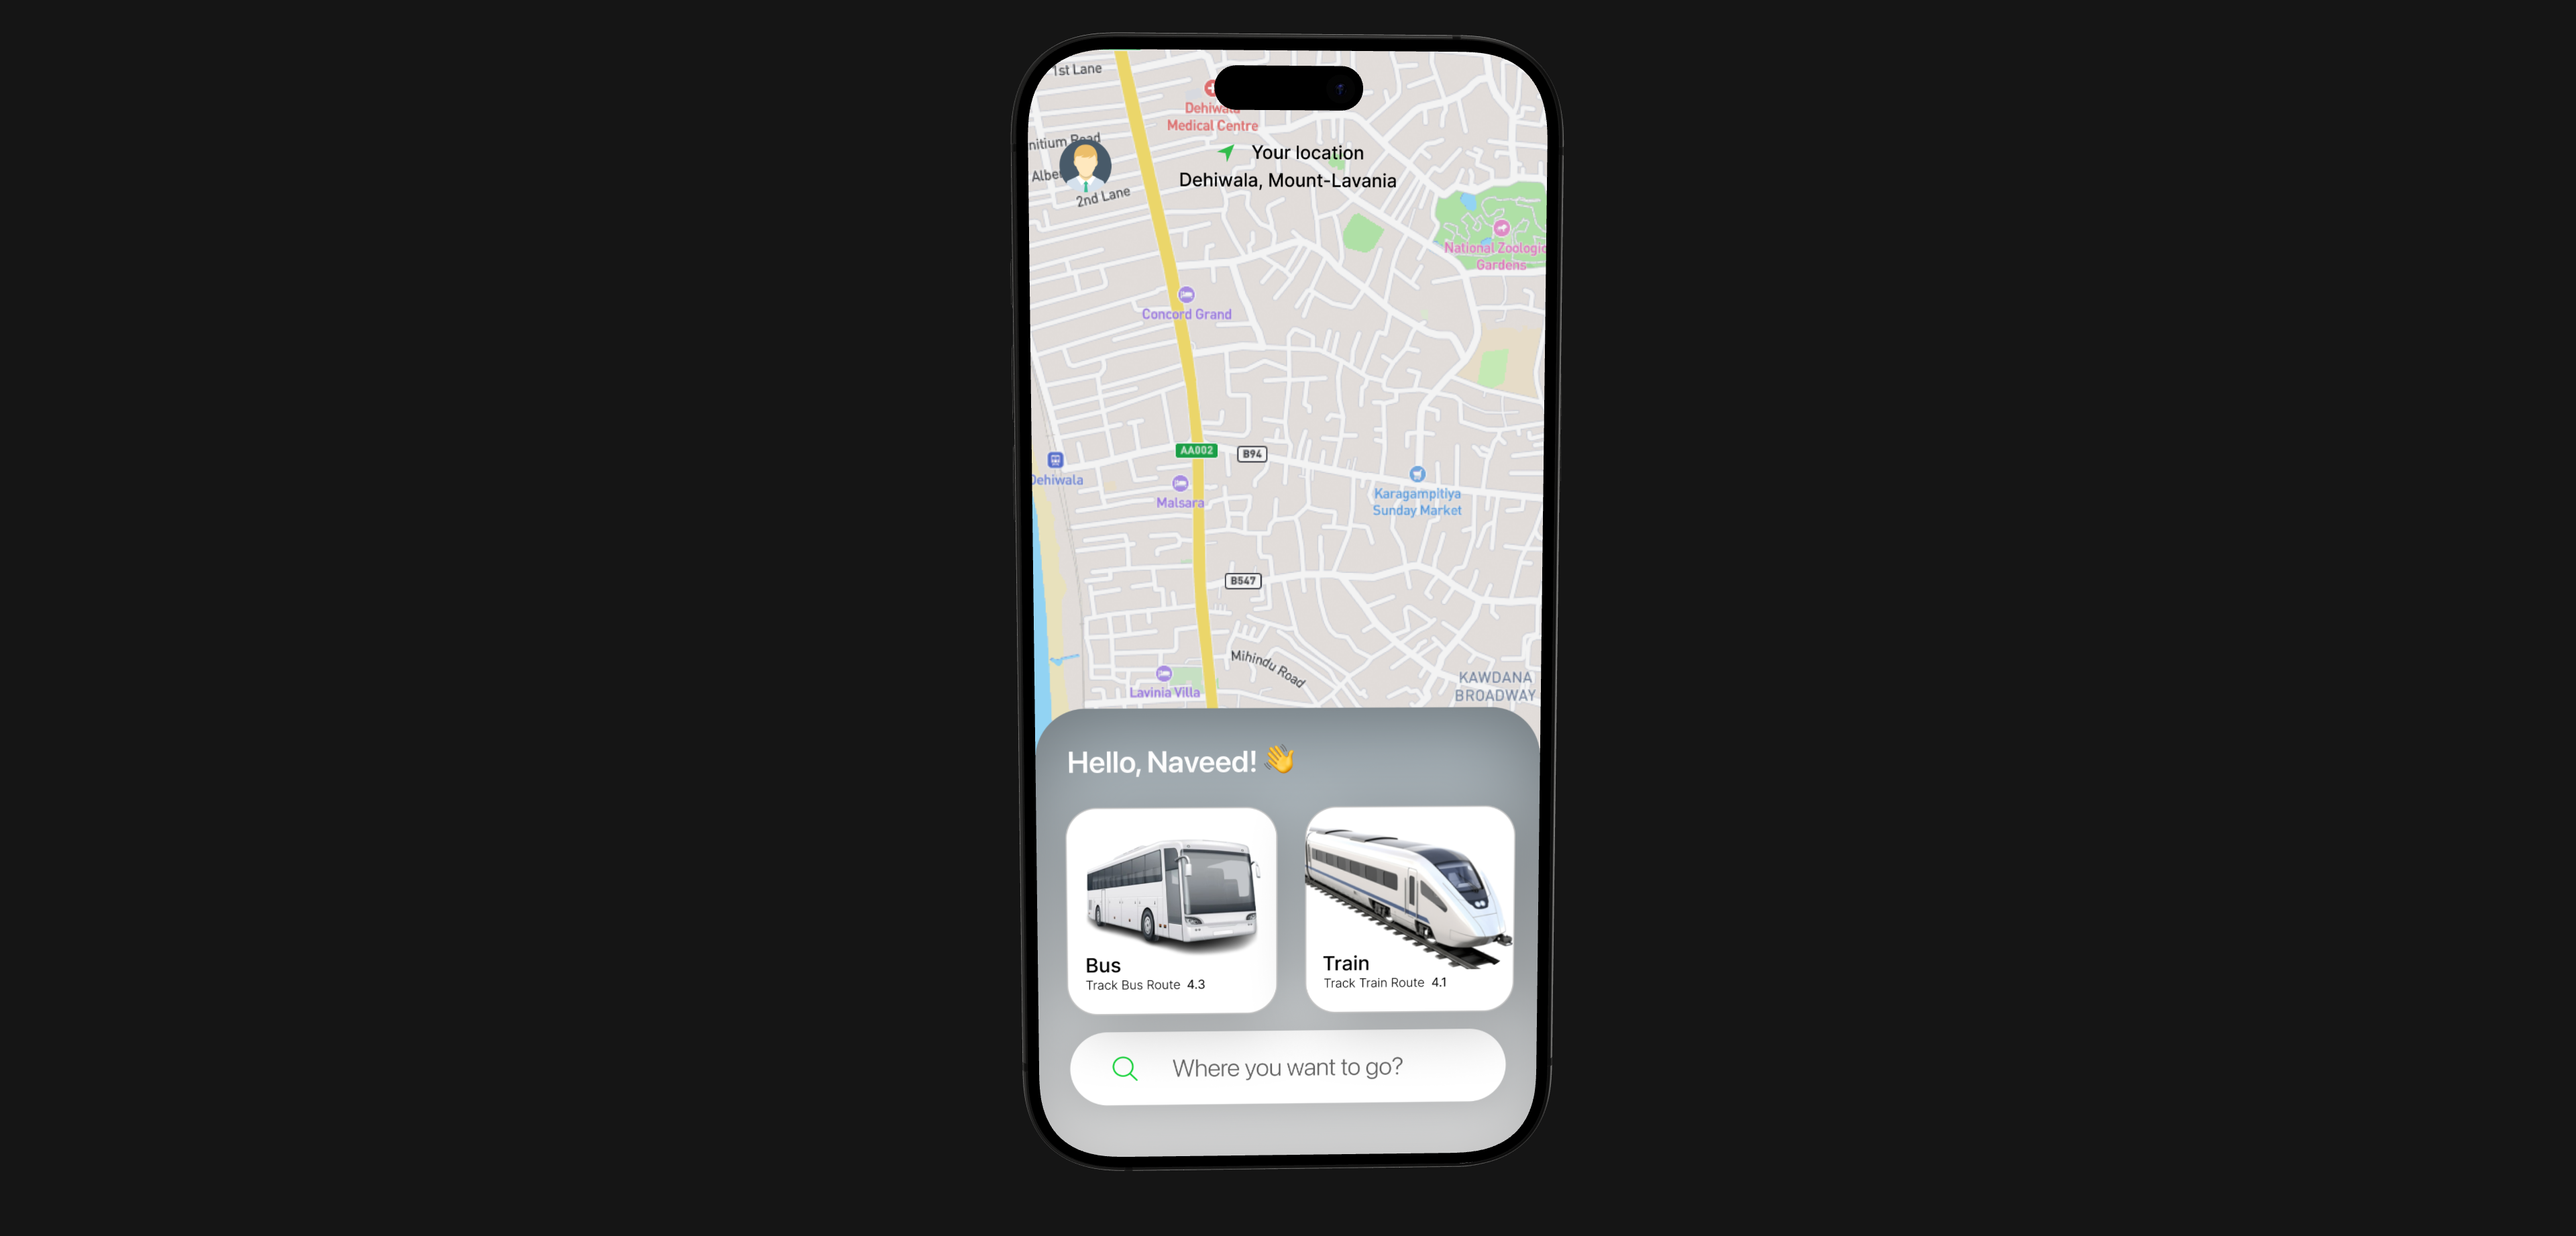 1st Lane
Dehiwala
Medical Centre
nitium Road
Your location
Albe
Dehiwala, Mount-Lavania
2nd Lane
National Zoologic
Gardens
Concord Grand
AA002
B94
Dehiwala
Malsara
Karagampitiya
Sunday Market
B547
Mihindu Road
Lavinia Villa
KAWDANA
BROADWAY
Hello, Naveed! 👋
Bus
Track Bus Route 4.3
Train
Track Train Route 4.1
Where you want to go?